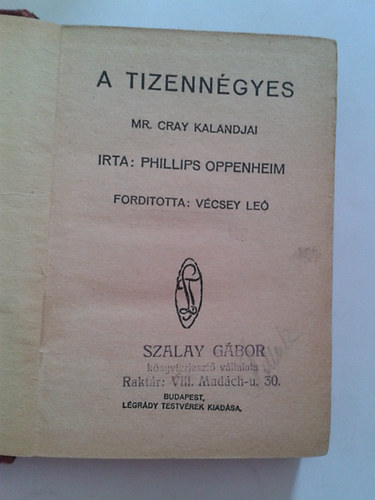 A TIZENNÉGYES
MR. CRAY KALANDJAI
IRTA: PHILLIPS OPPENHEIM
FORDITOTTA: VÉCSEY LEÓ
SZALAY GÁBOR
könyvterjesztő vállalata
Raktár: VIII. Madách-u. 30.
BUDAPEST,
LÉGRÁDY TESTVÉREK KIADÁSA,